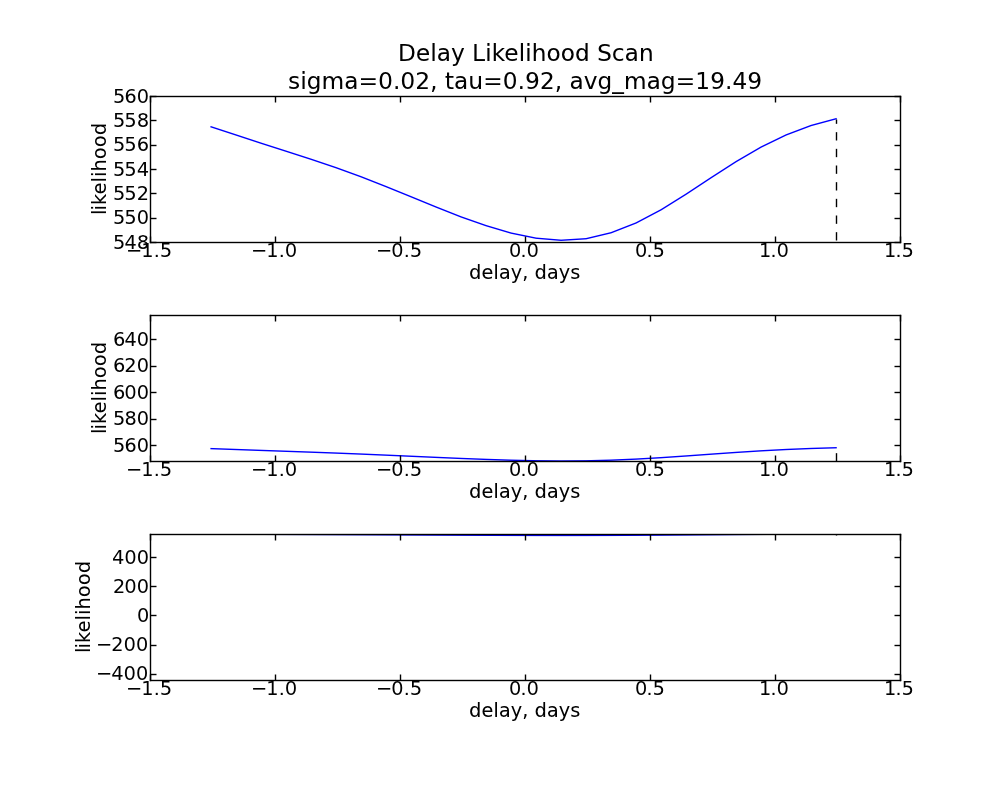 Delay Likelihood Scan
sigma=0.02, tau=0.92, avg_mag=19.49
560
558
556
554
552
550
548
likelihood
−1.5 −1.0 −0.5 0.0 0.5 1.0 1.5
delay, days
640
620
600
580
560
likelihood
−1.5 −1.0 −0.5 0.0 0.5 1.0 1.5
delay, days
400
200
0
−200
−400
likelihood
−1.5 −1.0 −0.5 0.0 0.5 1.0 1.5
delay, days